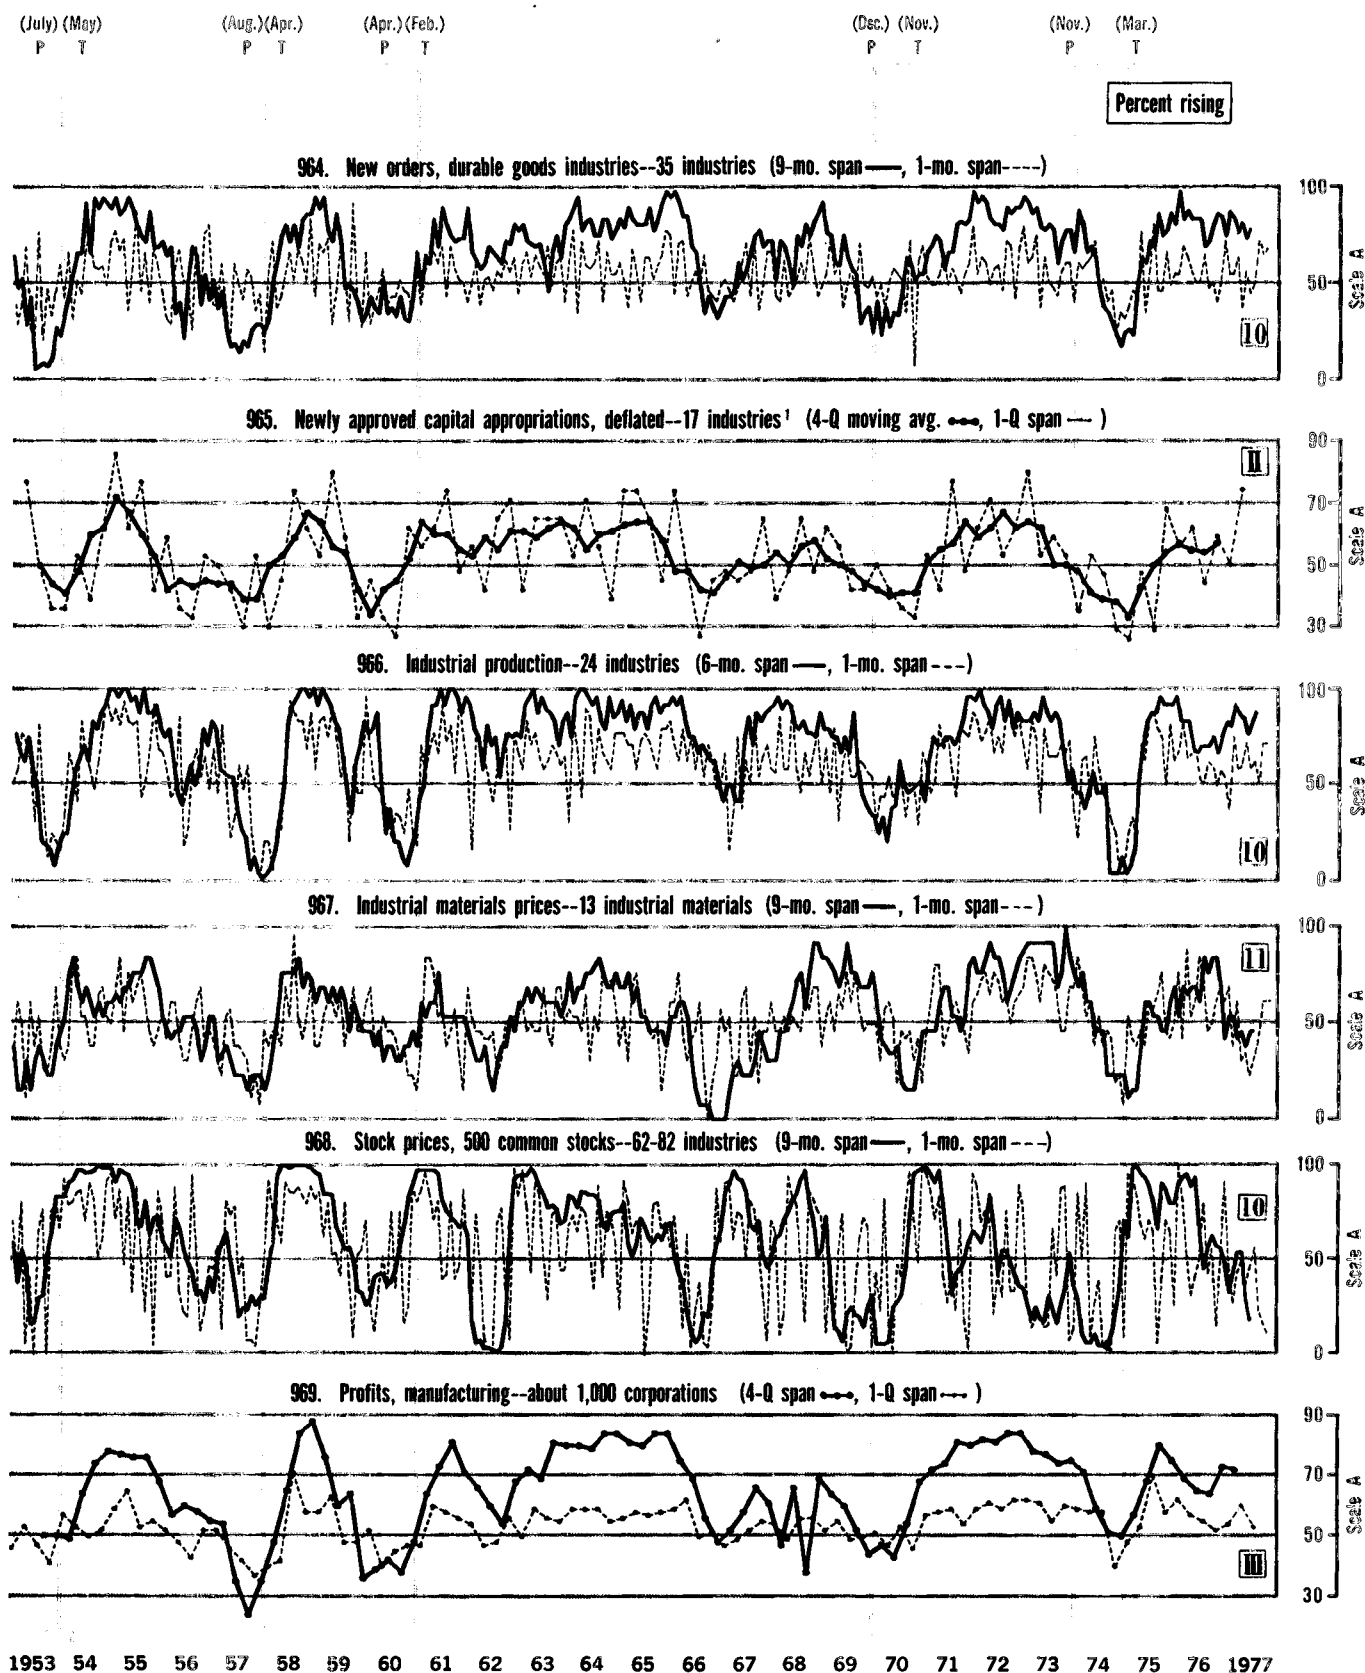 (July) (May) (Aug.) (Apr.) (Apr.) (Feb.) (Dec.) (Nov.) (Nov.) (Mar.)
P T P T P T P T P T
Percent rising
964. New orders, durable goods industries--35 industries (9-mo. span——, 1-mo. span----)
100
50
0
Scale A
10
965. Newly approved capital appropriations, deflated--17 industries¹ (4-Q moving avg. •—•, 1-Q span ---)
90
70
50
30
Scale A
II
966. Industrial production--24 industries (6-mo. span——, 1-mo. span---)
100
50
0
Scale A
10
967. Industrial materials prices--13 industrial materials (9-mo. span——, 1-mo. span---)
100
50
0
Scale A
11
968. Stock prices, 500 common stocks--62-82 industries (9-mo. span——, 1-mo. span---)
100
50
0
Scale A
10
969. Profits, manufacturing--about 1,000 corporations (4-Q span •—•, 1-Q span •--•)
90
70
50
30
Scale A
III
1953 54 55 56 57 58 59 60 61 62 63 64 65 66 67 68 69 70 71 72 73 74 75 76 1977